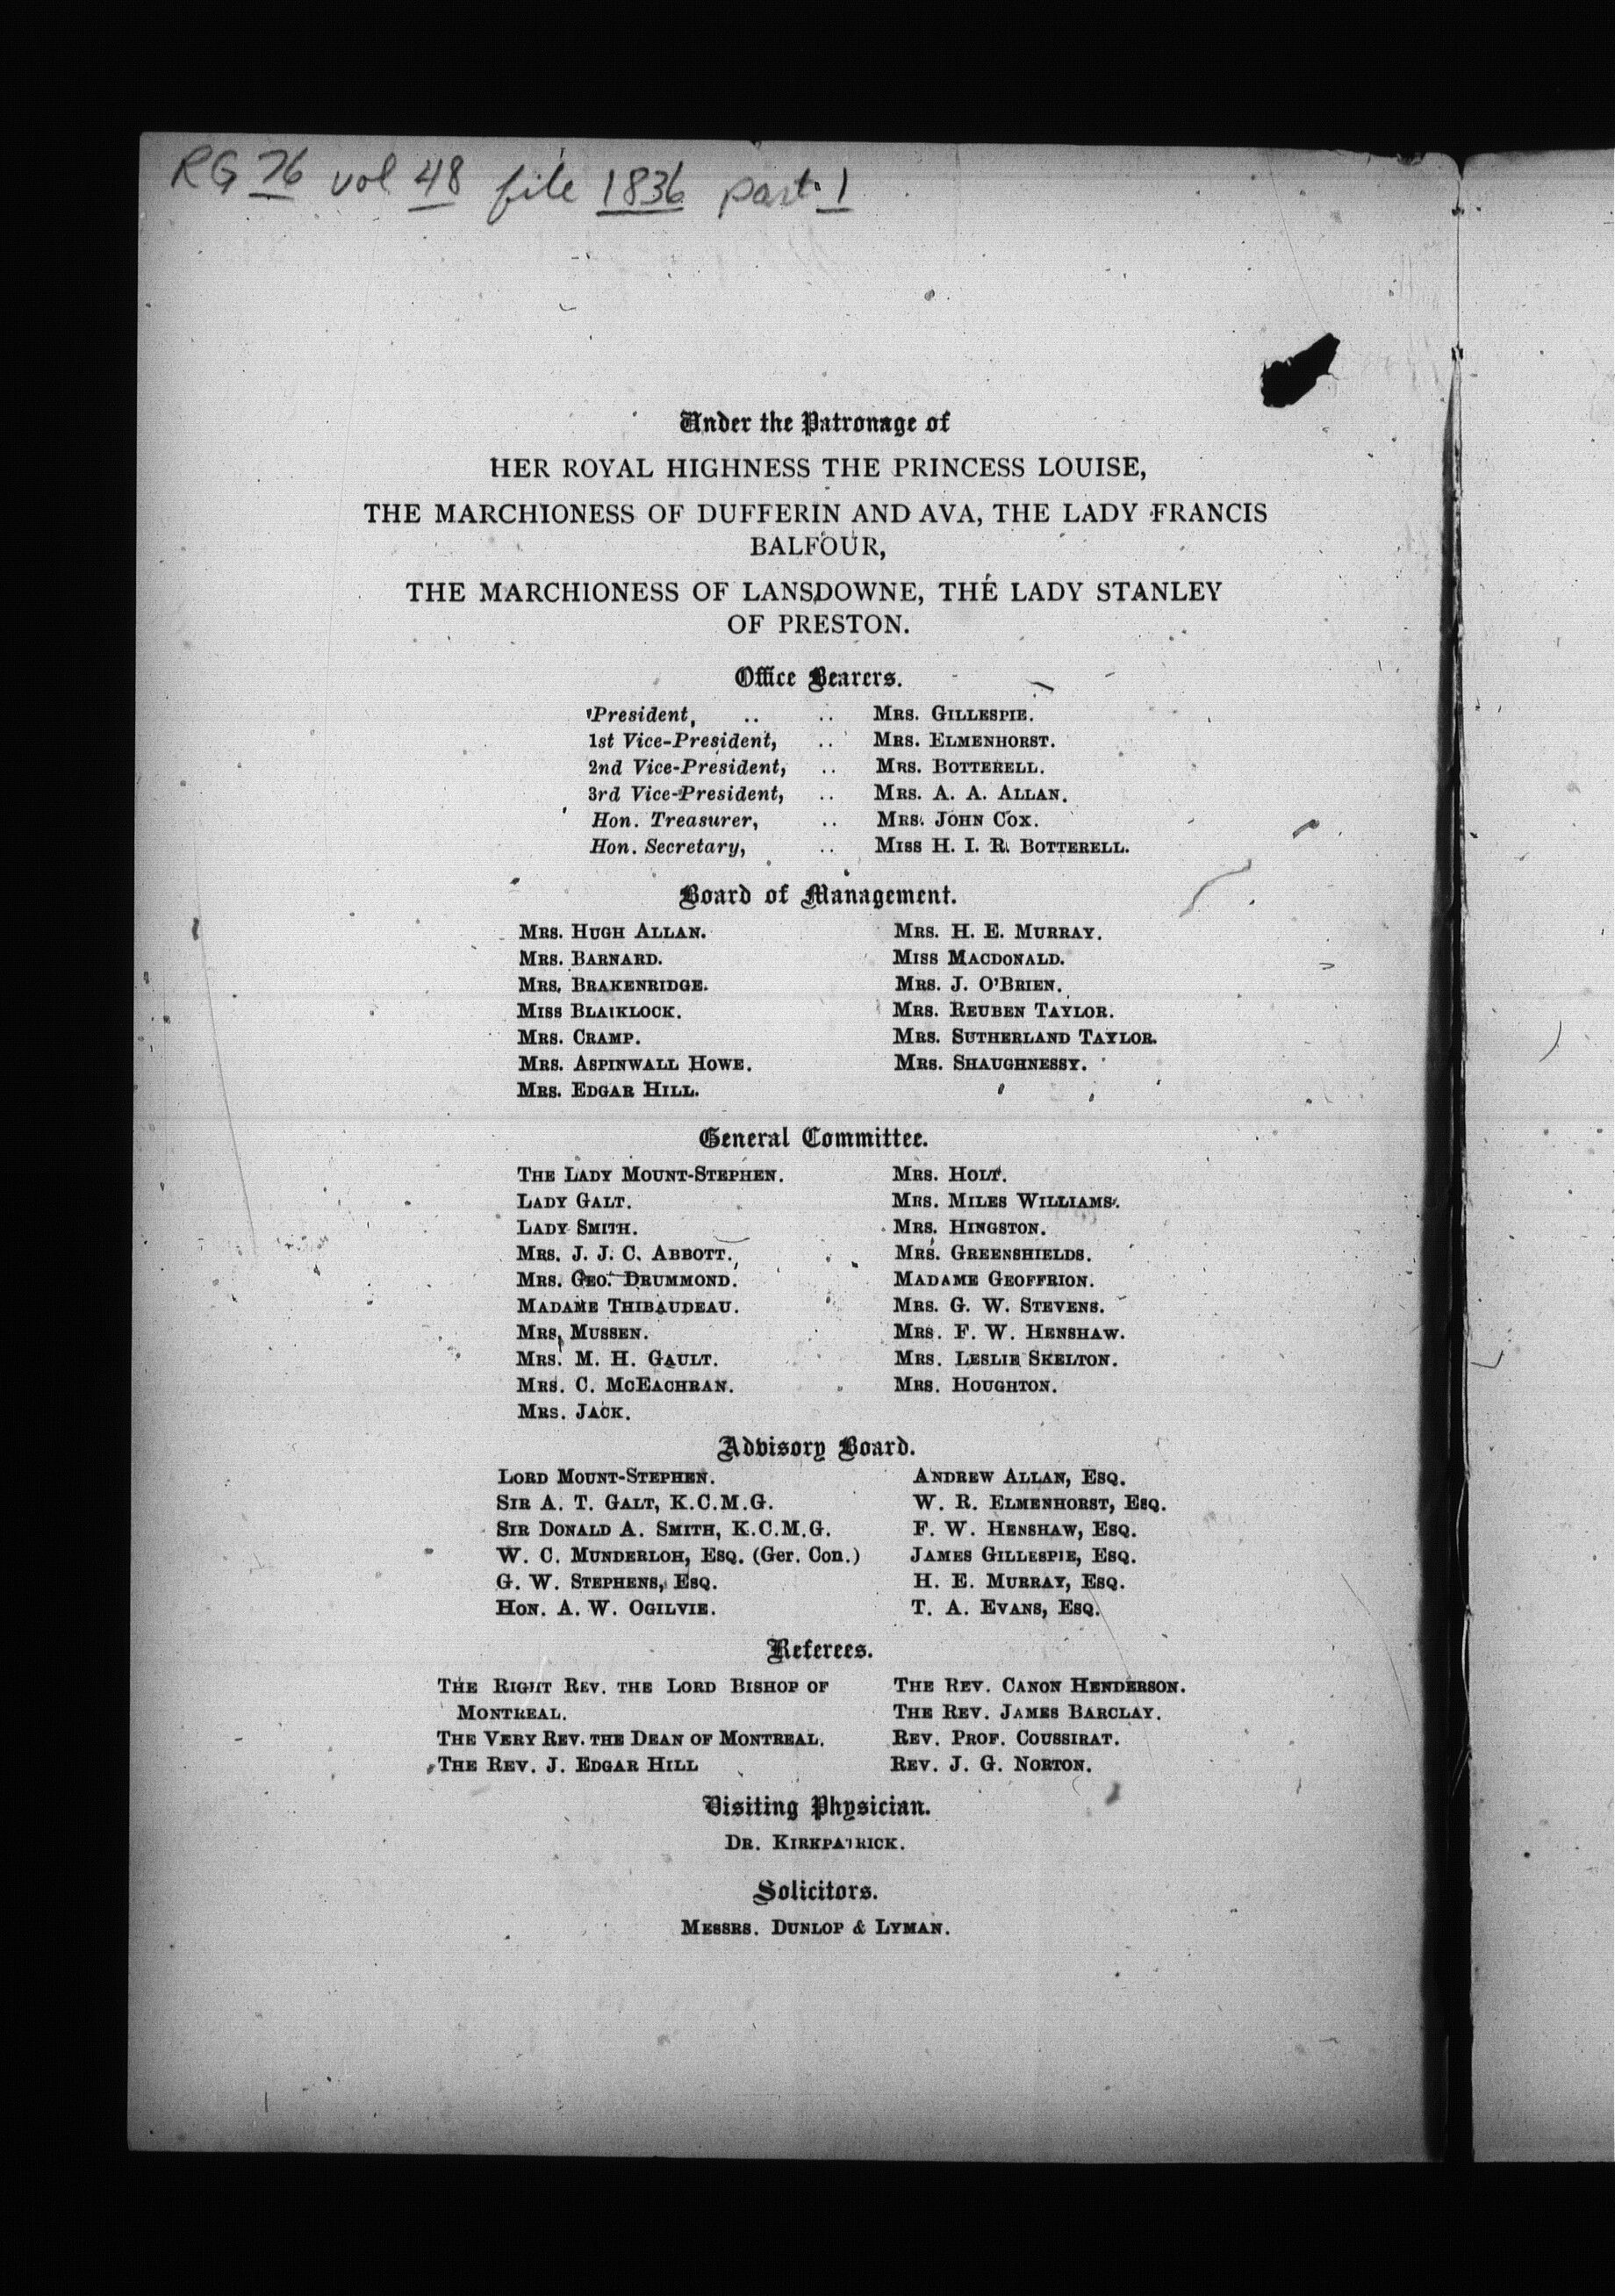 RG 76 vol 48 file 1836 part 1
Under the Patronage of
HER ROYAL HIGHNESS THE PRINCESS LOUISE,
THE MARCHIONESS OF DUFFERIN AND AVA, THE LADY FRANCIS
BALFOUR,
THE MARCHIONESS OF LANSDOWNE, THE LADY STANLEY
OF PRESTON.
Office Bearers.
President, .. .. MRS. GILLESPIE.
1st Vice-President, .. MRS. ELMENHORST.
2nd Vice-President, .. MRS. BOTTERELL.
3rd Vice-President, .. MRS. A. A. ALLAN.
Hon. Treasurer, .. MRS. JOHN COX.
Hon. Secretary, .. MISS H. I. R. BOTTERELL.
Board of Management.
MRS. HUGH ALLAN.
MRS. BARNARD.
MRS. BRAKENRIDGE.
MISS BLAIKLOCK.
MRS. CRAMP.
MRS. ASPINWALL HOWE.
MRS. EDGAR HILL.
MRS. H. E. MURRAY.
MISS MACDONALD.
MRS. J. O'BRIEN.
MRS. REUBEN TAYLOR.
MRS. SUTHERLAND TAYLOR.
MRS. SHAUGHNESSY.
General Committee.
THE LADY MOUNT-STEPHEN.
LADY GALT.
LADY SMITH.
MRS. J. J. C. ABBOTT.
MRS. GEO. DRUMMOND.
MADAME THIBAUDEAU.
MRS. MUSSEN.
MRS. M. H. GAULT.
MRS. C. MCEACHRAN.
MRS. JACK.
MRS. HOLT.
MRS. MILES WILLIAMS.
MRS. HINGSTON.
MRS. GREENSHIELDS.
MADAME GEOFFRION.
MRS. G. W. STEVENS.
MRS. F. W. HENSHAW.
MRS. LESLIE SKELTON.
MRS. HOUGHTON.
Advisory Board.
LORD MOUNT-STEPHEN.
SIR A. T. GALT, K.C.M.G.
SIR DONALD A. SMITH, K.C.M.G.
W. C. MUNDERLOH, ESQ. (Ger. Con.)
G. W. STEPHENS, ESQ.
HON. A. W. OGILVIE.
ANDREW ALLAN, ESQ.
W. R. ELMENHORST, ESQ.
F. W. HENSHAW, ESQ.
JAMES GILLESPIE, ESQ.
H. E. MURRAY, ESQ.
T. A. EVANS, ESQ.
Referees.
THE RIGHT REV. THE LORD BISHOP OF
MONTREAL.
THE VERY REV. THE DEAN OF MONTREAL.
THE REV. J. EDGAR HILL
THE REV. CANON HENDERSON.
THE REV. JAMES BARCLAY.
REV. PROF. COUSSIRAT.
REV. J. G. NORTON.
Visiting Physician.
DR. KIRKPATRICK.
Solicitors.
MESSRS. DUNLOP & LYMAN.